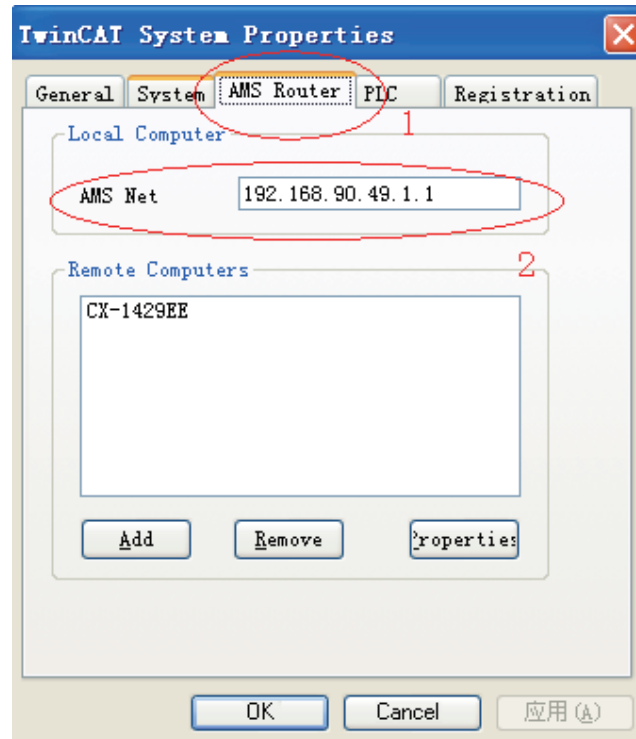 TwinCAT System Properties
General System AMS Router PLC Registration
1
Local Computer
AMS Net 192.168.90.49.1.1
2
Remote Computers
CX-1429EE
Add Remove Properties
OK Cancel 应用(A)